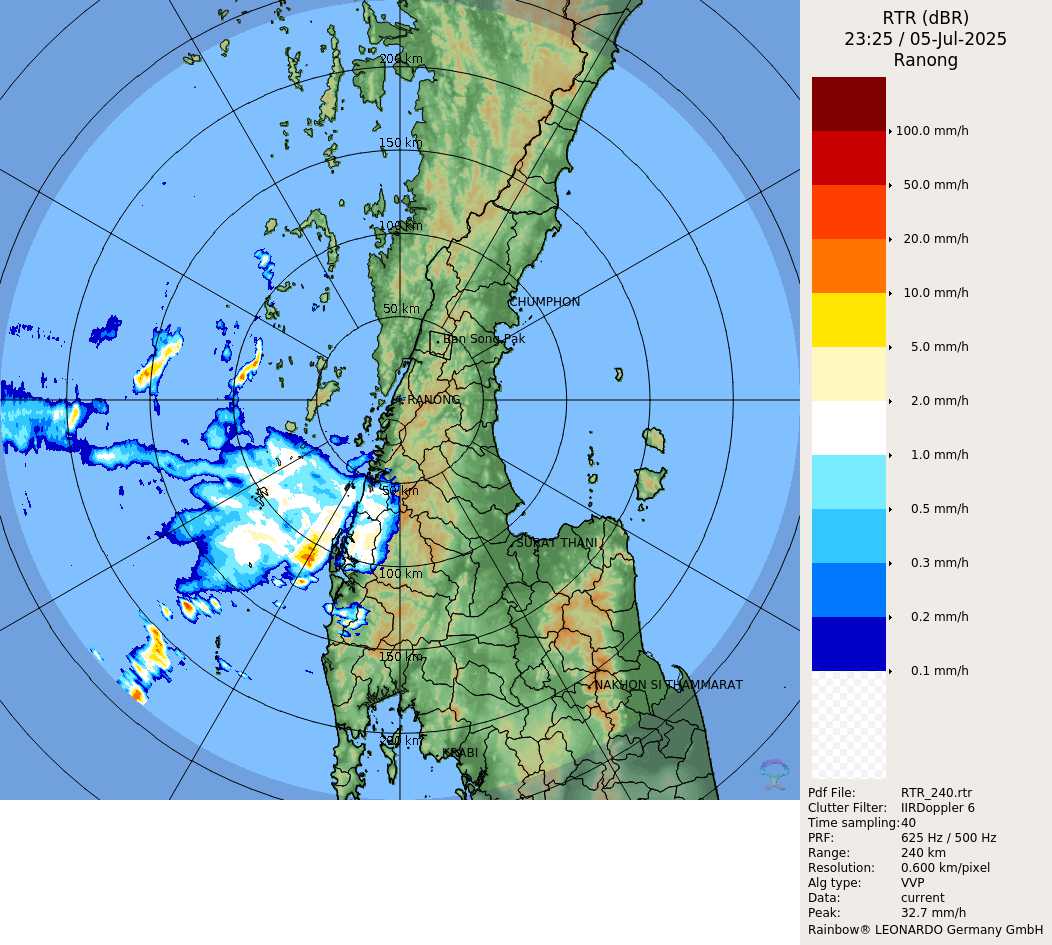 RTR (dBR)
23:25 / 05-Jul-2025
Ranong
200 km
150 km
100 km
50 km
CHUMPHON
Ban Song Pak
RANONG
50 km
SURAT THANI
100 km
150 km
NAKHON SI THAMMARAT
200 km
KRABI
100.0 mm/h
50.0 mm/h
20.0 mm/h
10.0 mm/h
5.0 mm/h
2.0 mm/h
1.0 mm/h
0.5 mm/h
0.3 mm/h
0.2 mm/h
0.1 mm/h
Pdf File: RTR_240.rtr
Clutter Filter: IIRDoppler 6
Time sampling:40
PRF: 625 Hz / 500 Hz
Range: 240 km
Resolution: 0.600 km/pixel
Alg type: VVP
Data: current
Peak: 32.7 mm/h
Rainbow® LEONARDO Germany GmbH